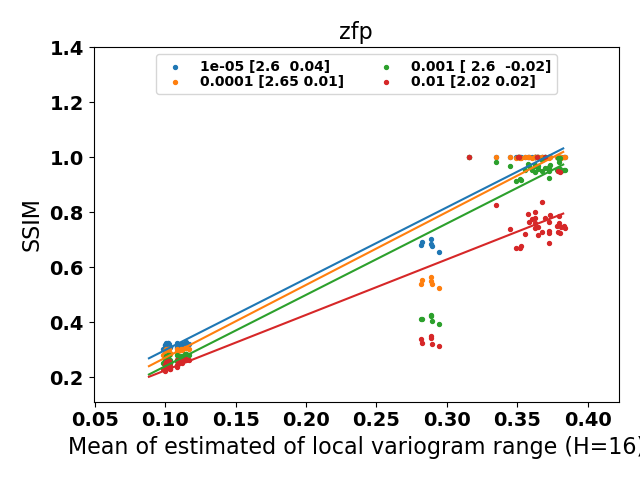 zfp
1.4
1e-05 [2.6  0.04]
0.0001 [2.65 0.01]
0.001 [ 2.6  -0.02]
0.01 [2.02 0.02]
1.2
1.0
0.8
0.6
0.4
0.2
SSIM
0.05 0.10 0.15 0.20 0.25 0.30 0.35 0.40
Mean of estimated of local variogram range (H=16)